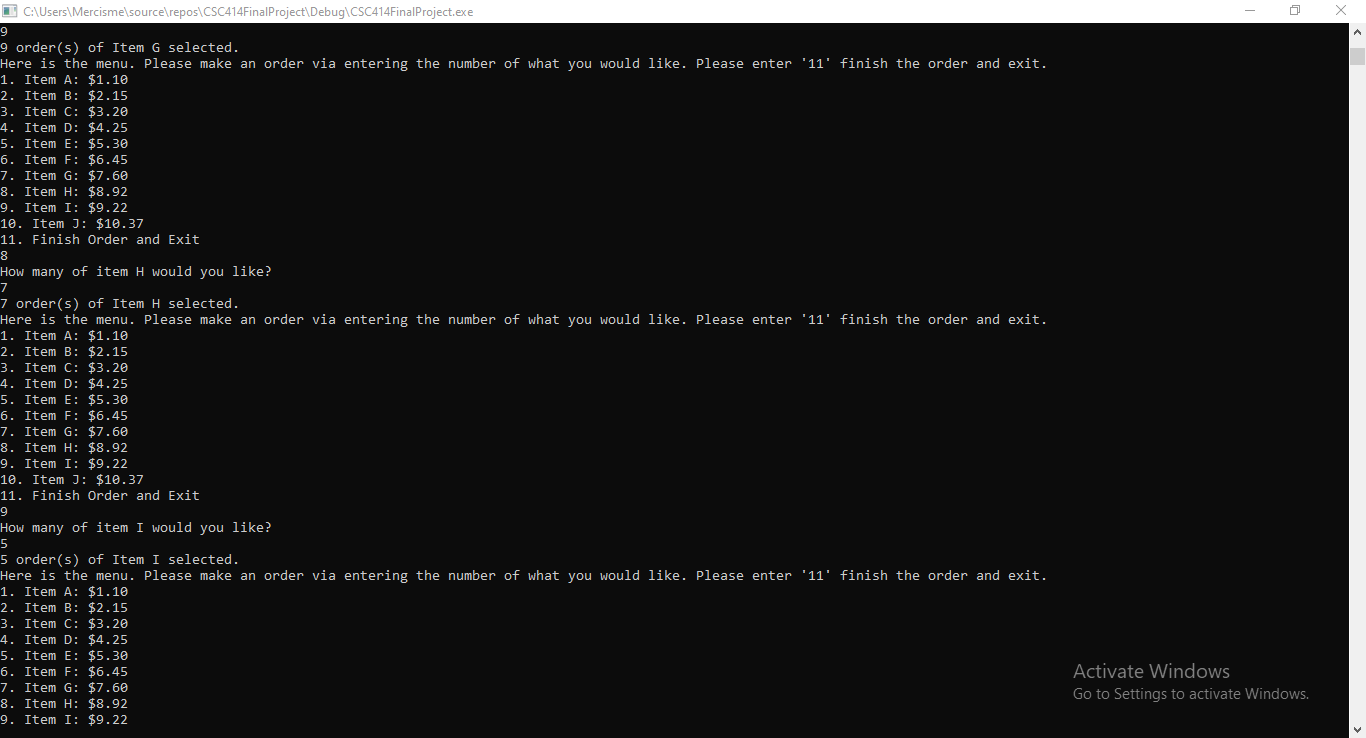 C:\Users\Mercisme\source\repos\CSC414FinalProject\Debug\CSC414FinalProject.exe
9
9 order(s) of Item G selected.
Here is the menu. Please make an order via entering the number of what you would like. Please enter '11' finish the order and exit.
1. Item A: $1.10
2. Item B: $2.15
3. Item C: $3.20
4. Item D: $4.25
5. Item E: $5.30
6. Item F: $6.45
7. Item G: $7.60
8. Item H: $8.92
9. Item I: $9.22
10. Item J: $10.37
11. Finish Order and Exit
8
How many of item H would you like?
7
7 order(s) of Item H selected.
Here is the menu. Please make an order via entering the number of what you would like. Please enter '11' finish the order and exit.
1. Item A: $1.10
2. Item B: $2.15
3. Item C: $3.20
4. Item D: $4.25
5. Item E: $5.30
6. Item F: $6.45
7. Item G: $7.60
8. Item H: $8.92
9. Item I: $9.22
10. Item J: $10.37
11. Finish Order and Exit
9
How many of item I would you like?
5
5 order(s) of Item I selected.
Here is the menu. Please make an order via entering the number of what you would like. Please enter '11' finish the order and exit.
1. Item A: $1.10
2. Item B: $2.15
3. Item C: $3.20
4. Item D: $4.25
5. Item E: $5.30
6. Item F: $6.45
7. Item G: $7.60
8. Item H: $8.92
9. Item I: $9.22
Activate Windows
Go to Settings to activate Windows.